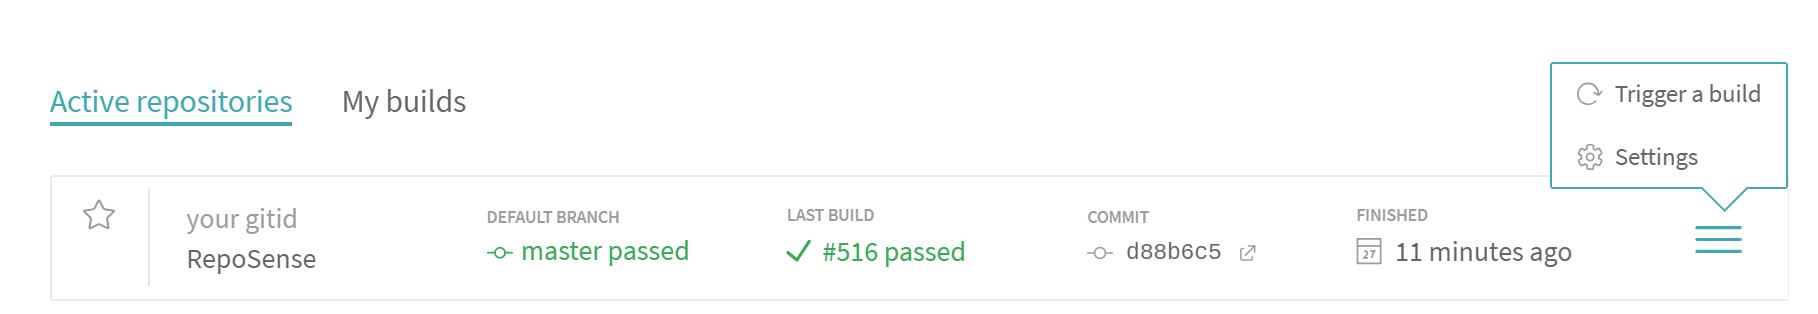 Active repositories
My builds
Trigger a build
Settings
your gitid
RepoSense
DEFAULT BRANCH
master passed
LAST BUILD
#516 passed
COMMIT
d88b6c5
FINISHED
27
11 minutes ago